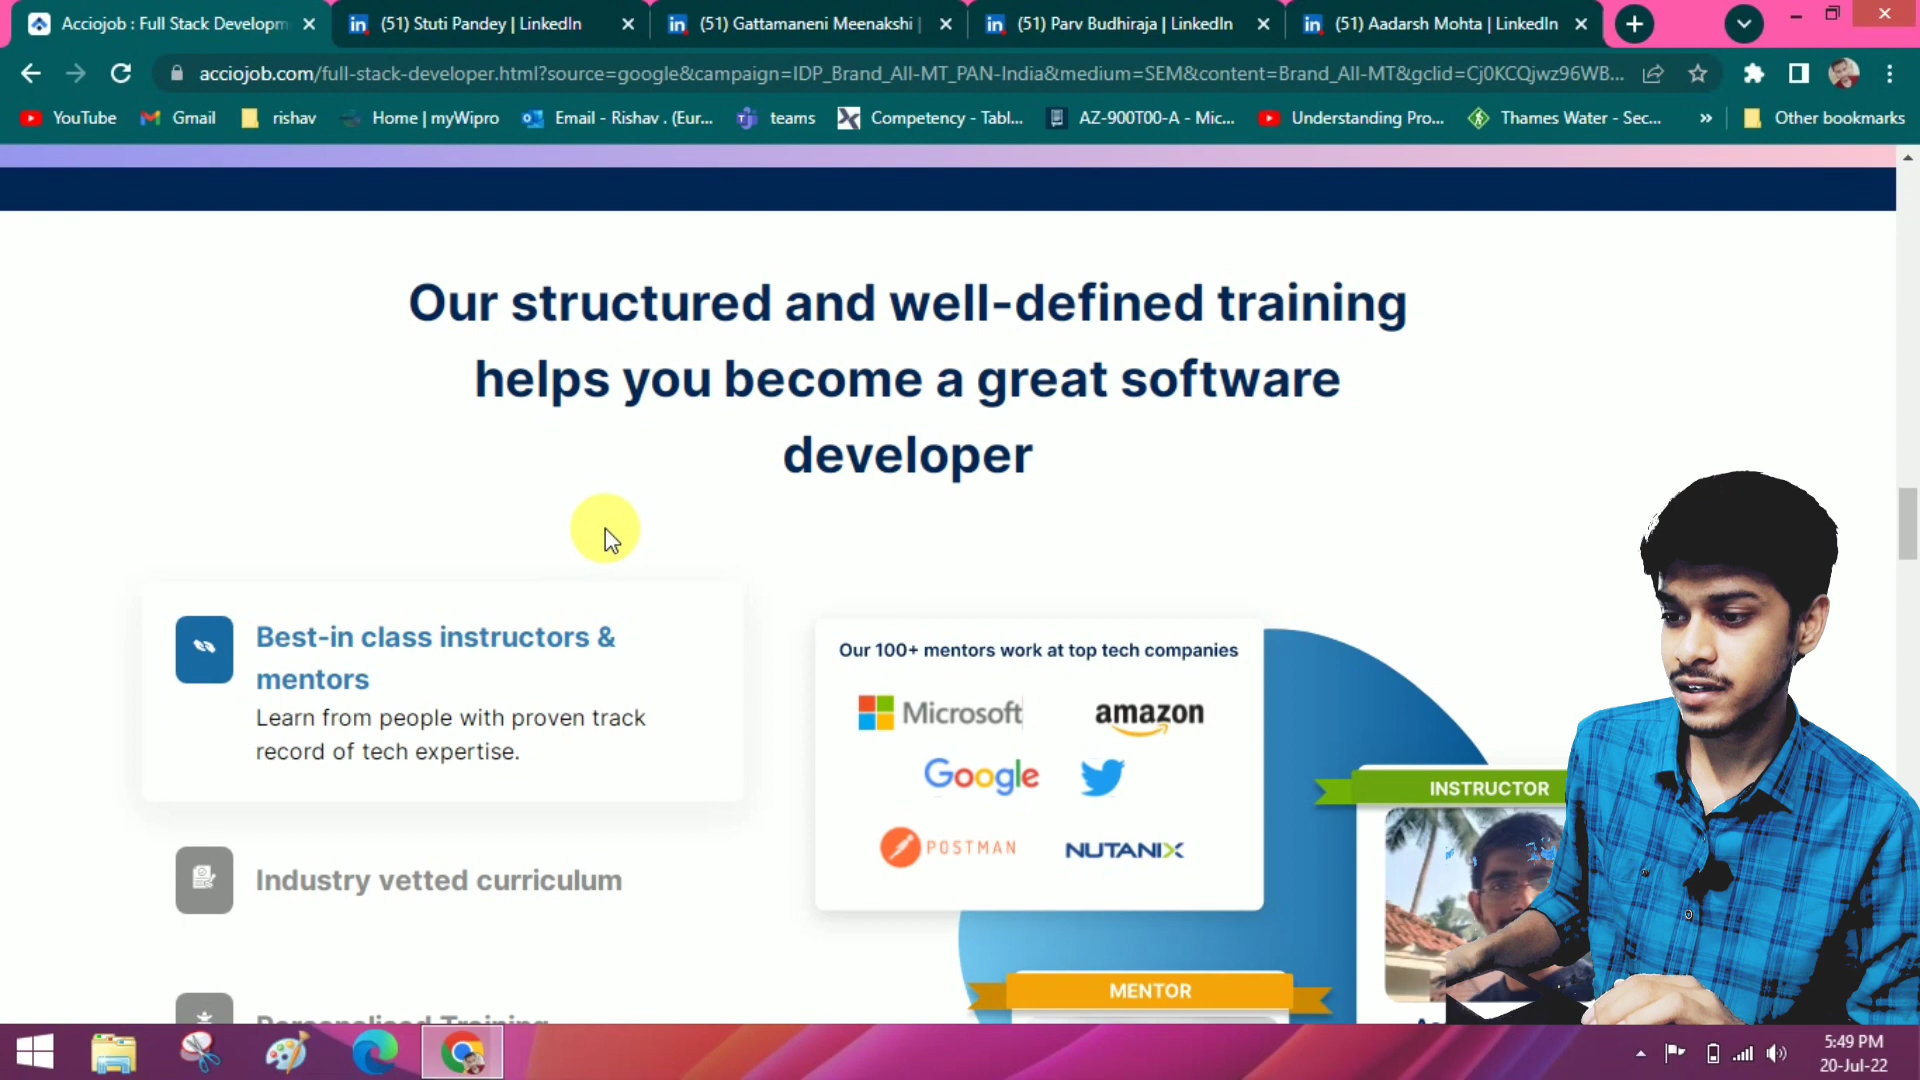 Acciojob : Full Stack Developm
(51) Stuti Pandey | LinkedIn
(51) Gattamaneni Meenakshi |
(51) Parv Budhiraja | LinkedIn
(51) Aadarsh Mohta | LinkedIn
acciojob.com/full-stack-developer.html?source=google&campaign=IDP_Brand_All-MT_PAN-India&medium=SEM&content=Brand_All-MT&gclid=Cj0KCQjwz96WB...
YouTube
Gmail
rishav
Home | myWipro
Email - Rishav . (Eur...
teams
Competency - Tabl...
AZ-900T00-A - Mic...
Understanding Pro...
Thames Water - Sec...
»
Other bookmarks
Our structured and well-defined training
helps you become a great software
developer
Best-in class instructors &
mentors
Learn from people with proven track
record of tech expertise.
Industry vetted curriculum
Personalised Training
Our 100+ mentors work at top tech companies
Microsoft
amazon
Google
POSTMAN
NUTANIX
INSTRUCTOR
MENTOR
5:49 PM
20-Jul-22